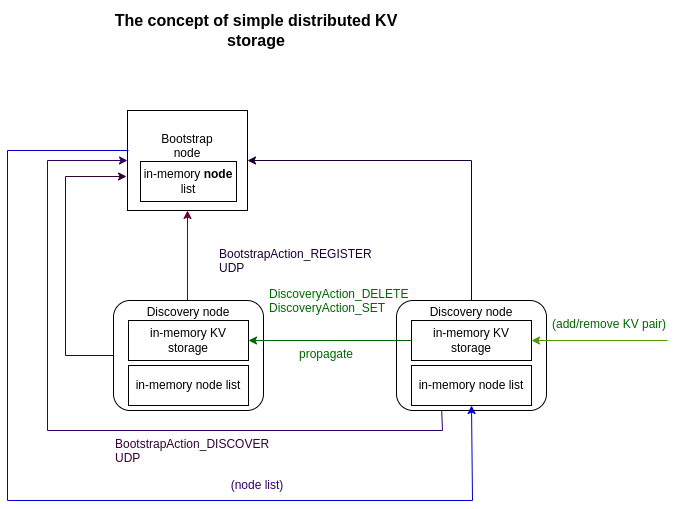 The concept of simple distributed KV
storage
Bootstrap
node
in-memory node
list
BootstrapAction_REGISTER
UDP
DiscoveryAction_DELETE
DiscoveryAction_SET
Discovery node
in-memory KV
storage
in-memory node list
propagate
Discovery node
in-memory KV
storage
in-memory node list
(add/remove KV pair)
BootstrapAction_DISCOVER
UDP
(node list)